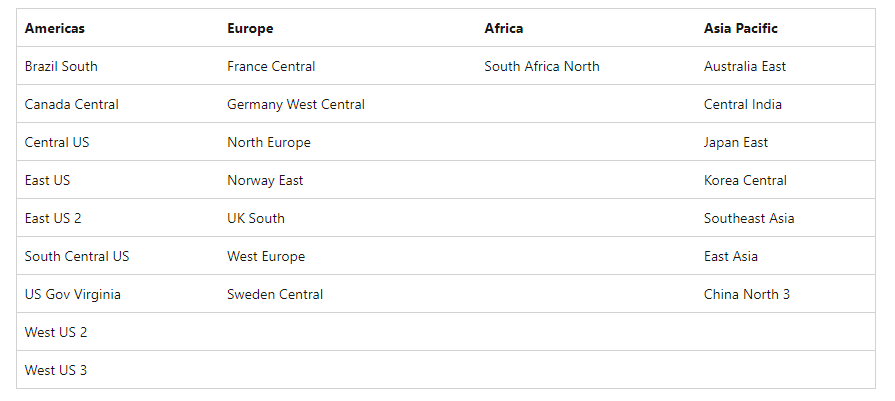 Americas Europe Africa Asia Pacific
Brazil South France Central South Africa North Australia East
Canada Central Germany West Central Central India
Central US North Europe Japan East
East US Norway East Korea Central
East US 2 UK South Southeast Asia
South Central US West Europe East Asia
US Gov Virginia Sweden Central China North 3
West US 2
West US 3